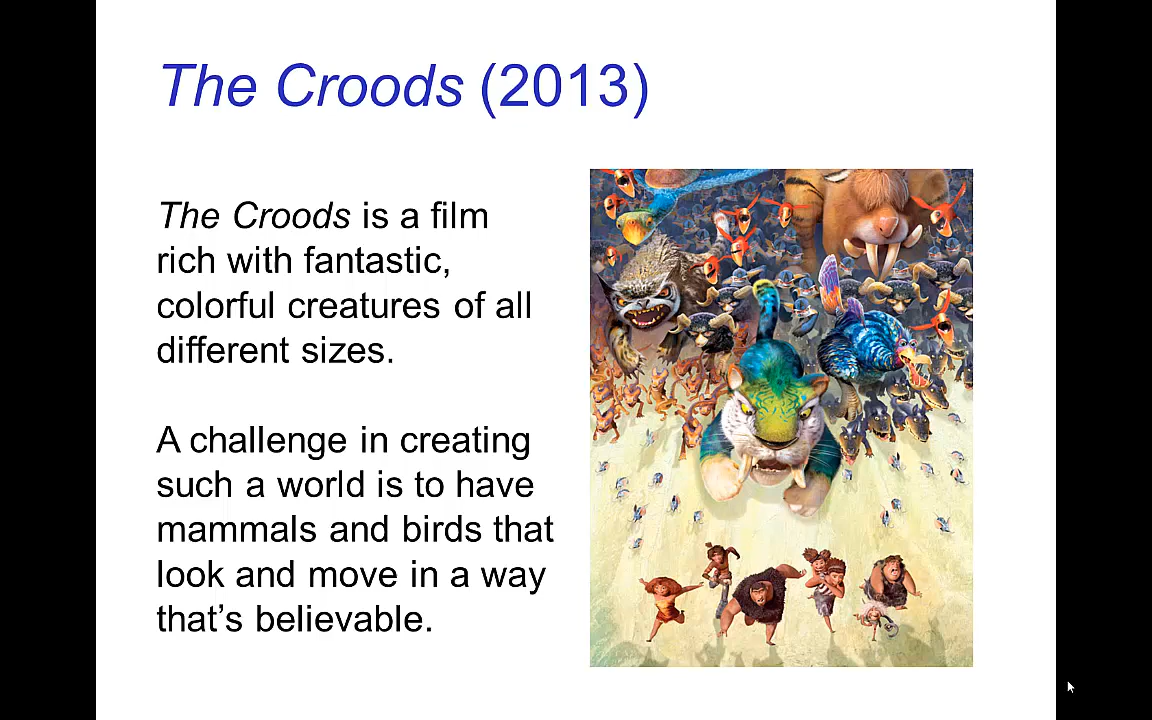 The Croods (2013)
The Croods is a film
rich with fantastic,
colorful creatures of all
different sizes.
A challenge in creating
such a world is to have
mammals and birds that
look and move in a way
that’s believable.